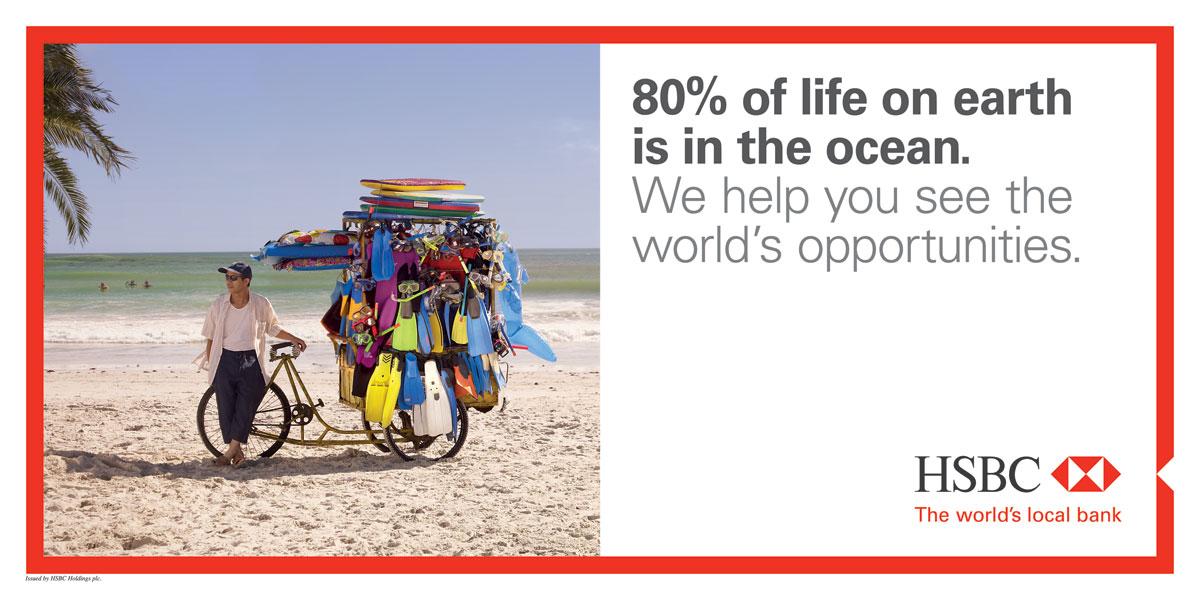 80% of life on earth
is in the ocean.
We help you see the
world's opportunities.
HSBC
The world's local bank
Issued by HSBC Holdings plc.